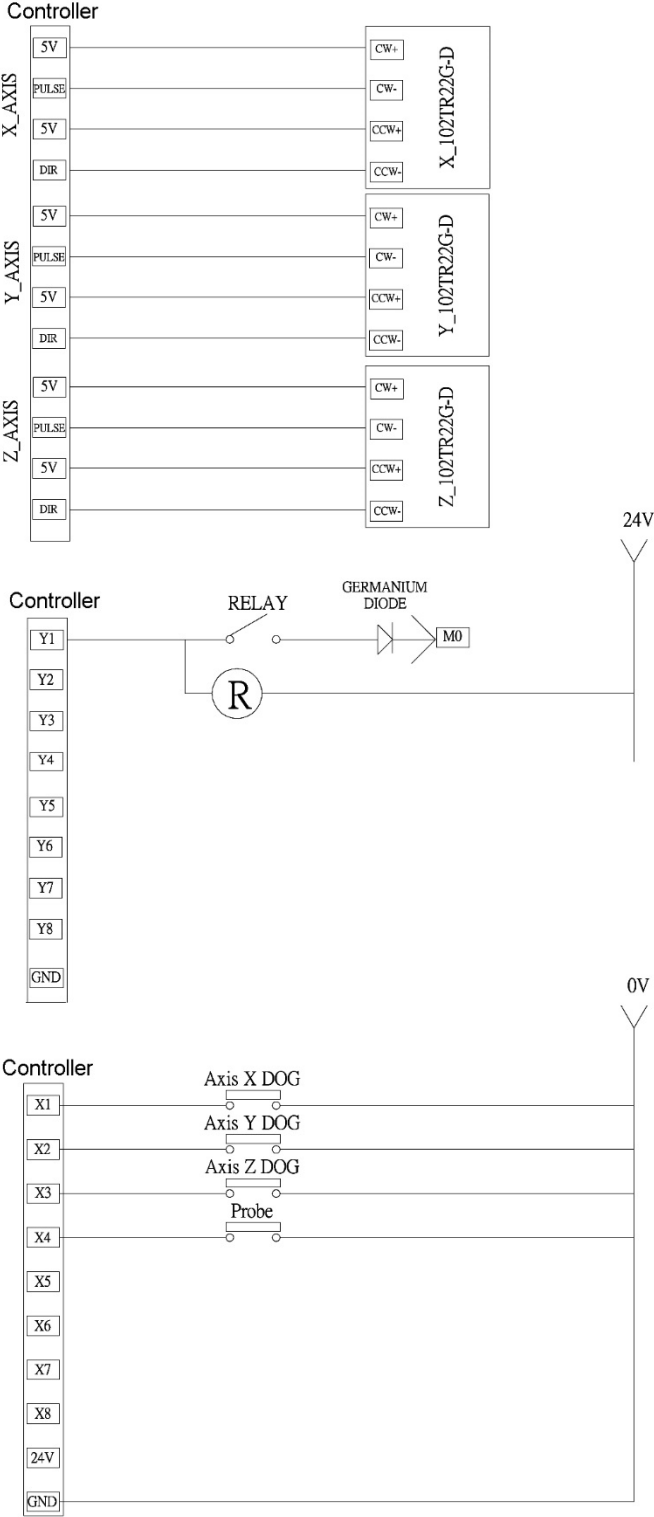 Controller
X_AXIS
5V
CW+
PULSE
CW-
5V
CCW+
DIR
CCW-
X_102TR22G-D
Y_AXIS
5V
CW+
PULSE
CW-
5V
CCW+
DIR
CCW-
Y_102TR22G-D
Z_AXIS
5V
CW+
PULSE
CW-
5V
CCW+
DIR
CCW-
Z_102TR22G-D
24V
Controller
RELAY
GERMANIUM
DIODE
Y1
M0
R
Y2
Y3
Y4
Y5
Y6
Y7
Y8
GND
0V
Controller
Axis X DOG
X1
Axis Y DOG
X2
Axis Z DOG
X3
Probe
X4
X5
X6
X7
X8
24V
GND